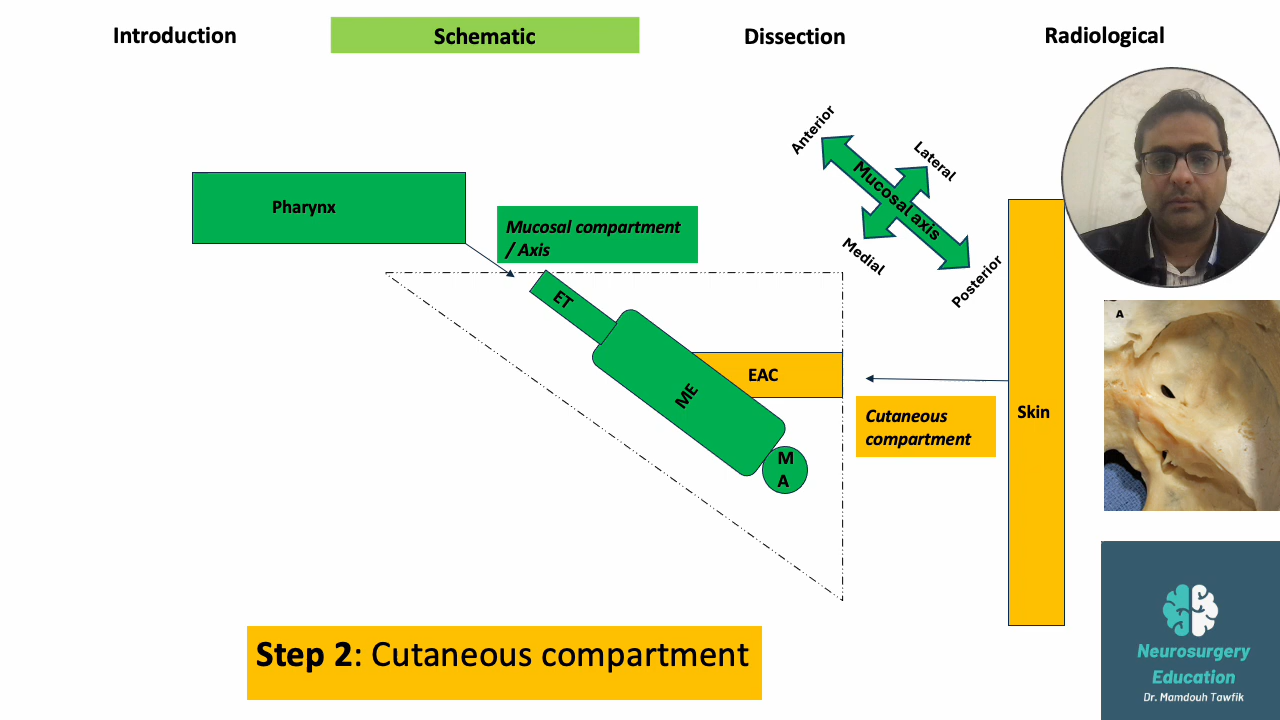 Introduction
Schematic
Dissection
Radiological
Anterior
Lateral
Mucosal axis
Medial
Posterior
Pharynx
Mucosal compartment
/ Axis
ET
ME
EAC
M
A
Cutaneous
compartment
Skin
A
Step 2: Cutaneous compartment
Neurosurgery
Education
Dr. Mamdouh Tawfik